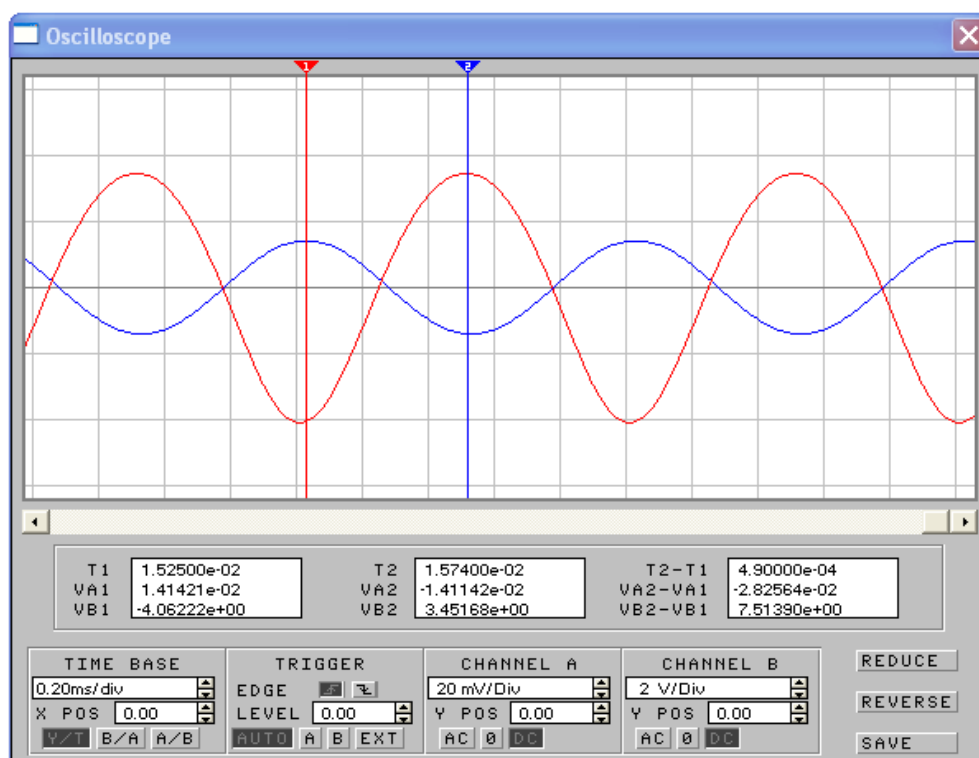 Oscilloscope
1 2
T1 1.52500e-02 T2 1.57400e-02 T2-T1 4.90000e-04
VA1 1.41421e-02 VA2 -1.41142e-02 VA2-VA1 -2.82564e-02
VB1 -4.06222e+00 VB2 3.45168e+00 VB2-VB1 7.51390e+00
TIME BASE TRIGGER CHANNEL A CHANNEL B REDUCE
0.20ms/div EDGE 20 mV/Div 2 V/Div
X POS 0.00 LEVEL 0.00 Y POS 0.00 Y POS 0.00 REVERSE
Y/T B/A A/B AUTO A B EXT AC 0 DC AC 0 DC SAVE